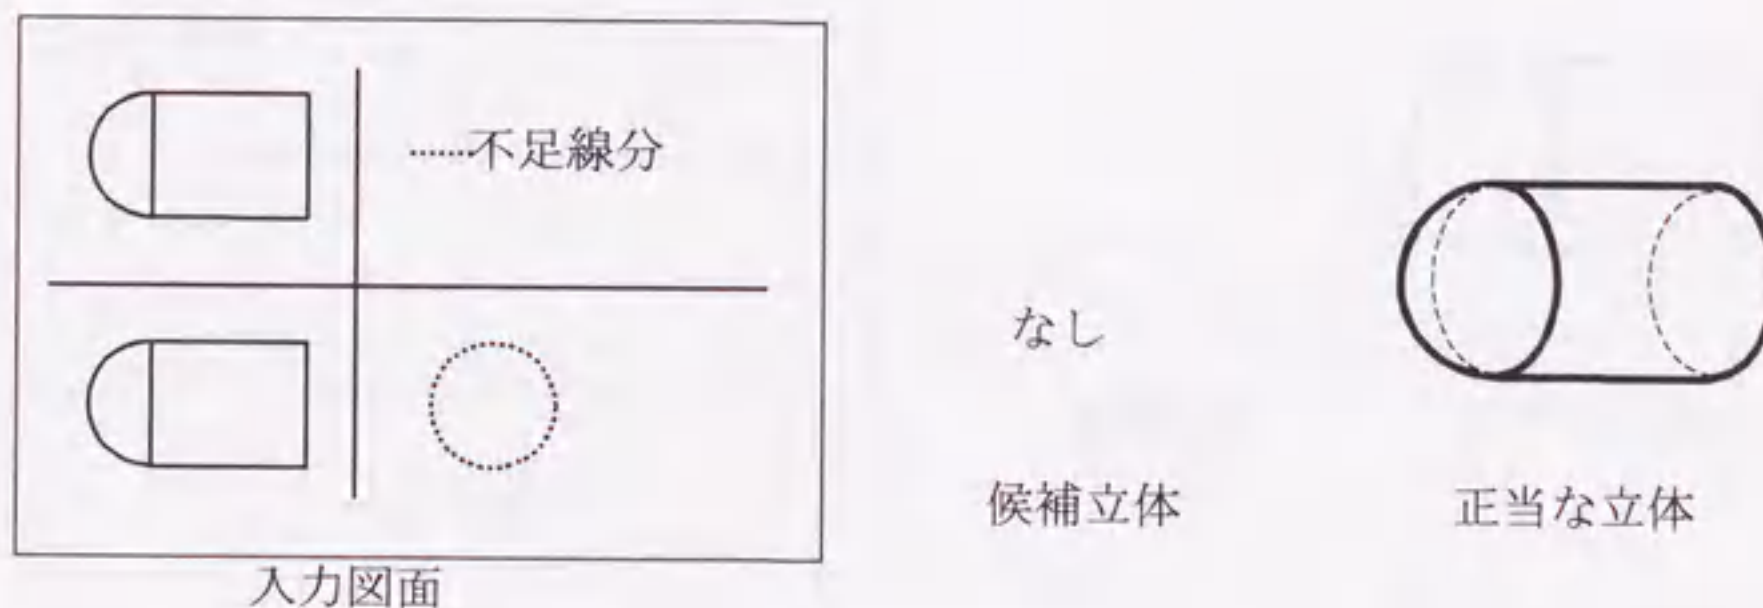 不足線分
なし
候補立体
正当な立体
入力図面